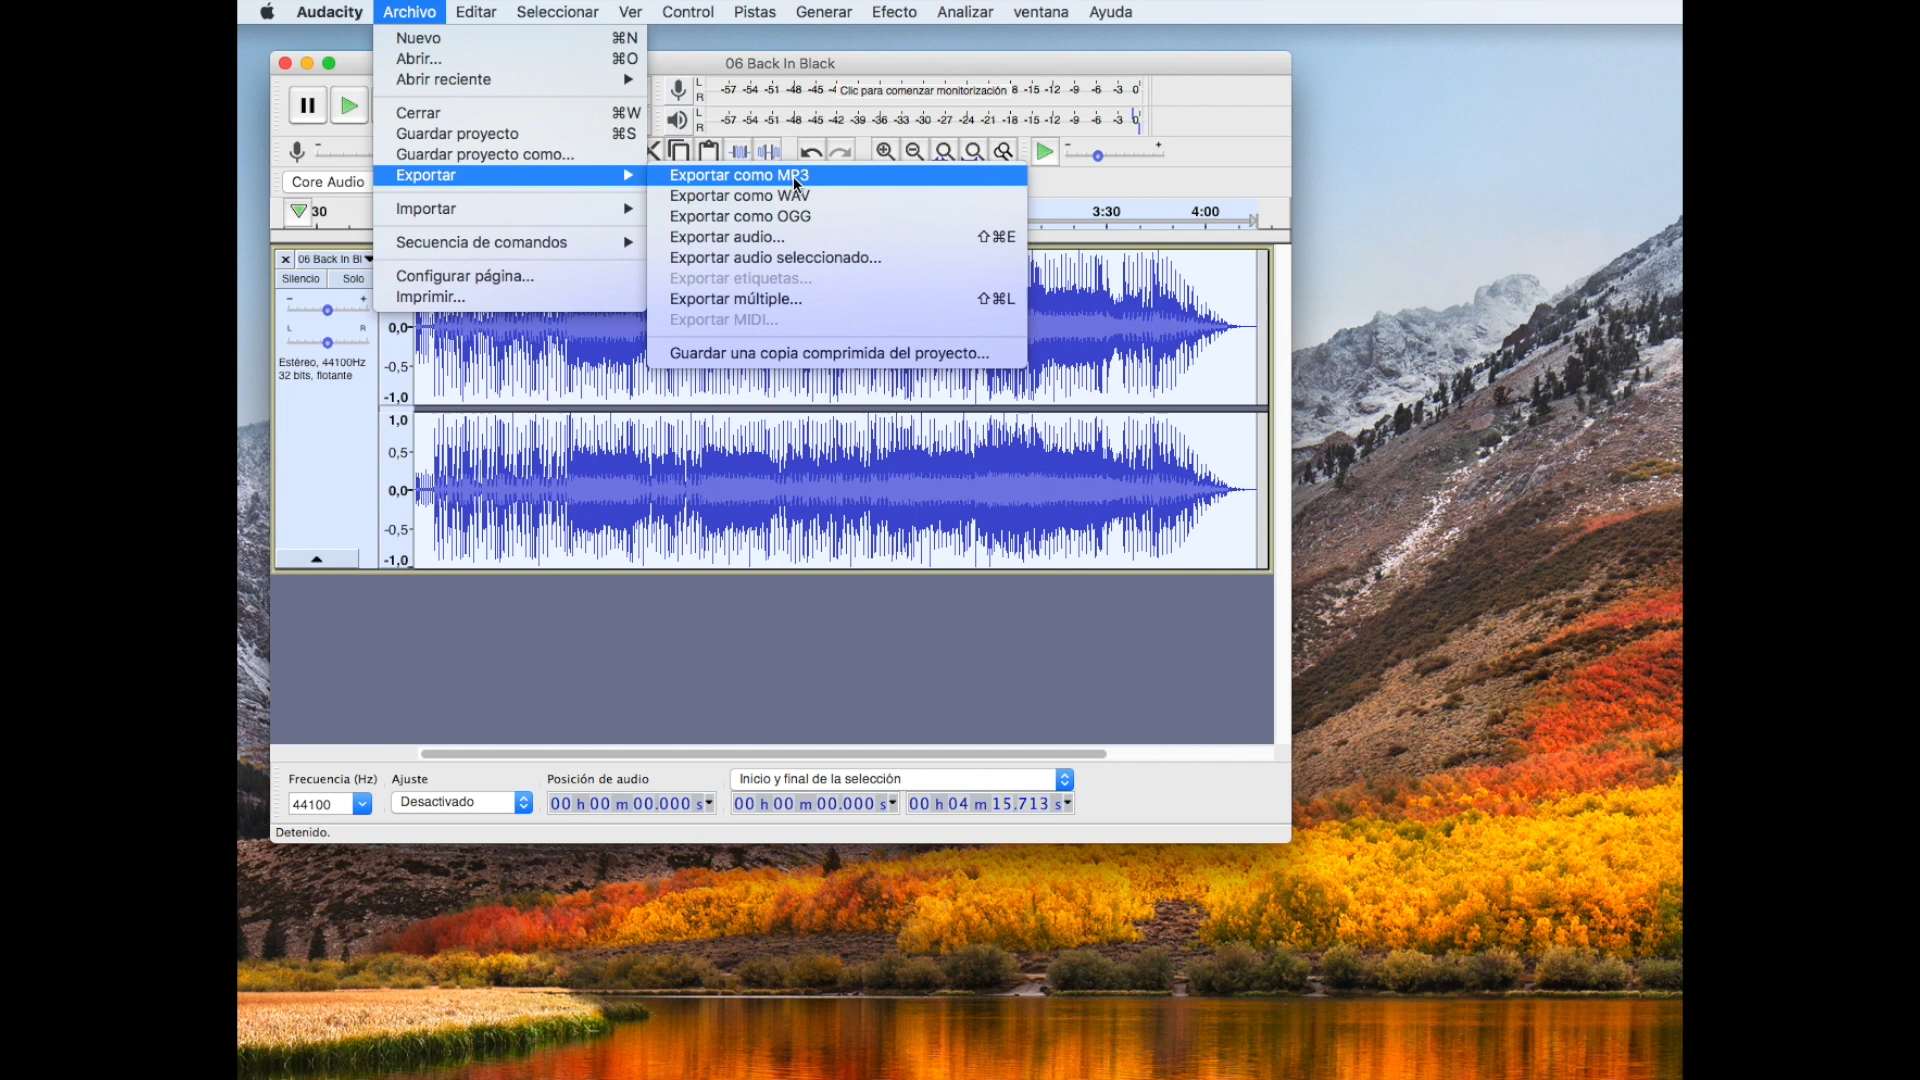 Audacity Archivo Editar Seleccionar Ver Control Pistas Generar Efecto Analizar ventana Ayuda
Nuevo ⌘N
Abrir... ⌘O
Abrir reciente ▶
Cerrar ⌘W
Guardar proyecto ⌘S
Guardar proyecto como...
Exportar ▶
Importar ▶
Secuencia de comandos ▶
Configurar página...
Imprimir...
Exportar como MP3
Exportar como WAV
Exportar como OGG
Exportar audio... ⇧⌘E
Exportar audio seleccionado...
Exportar etiquetas...
Exportar múltiple... ⇧⌘L
Exportar MIDI...
Guardar una copia comprimida del proyecto...
06 Back In Black
L
R
-57 -54 -51 -48 -45 -4 Clic para comenzar monitorización 8 -15 -12 -9 -6 -3 0
L
R
-57 -54 -51 -48 -45 -42 -39 -36 -33 -30 -27 -24 -21 -18 -15 -12 -9 -6 -3 0
- +
Core Audio
30 3:30 4:00
06 Back In Bl
Silencio Solo
- +
L R
Estéreo, 44100Hz
32 bits, flotante
0,0
-0,5
-1,0
1,0
0,5
0,0
-0,5
-1,0
Frecuencia (Hz) Ajuste Posición de audio Inicio y final de la selección
44100 Desactivado 00 h 00 m 00.000 s 00 h 00 m 00.000 s 00 h 04 m 15.713 s
Detenido.